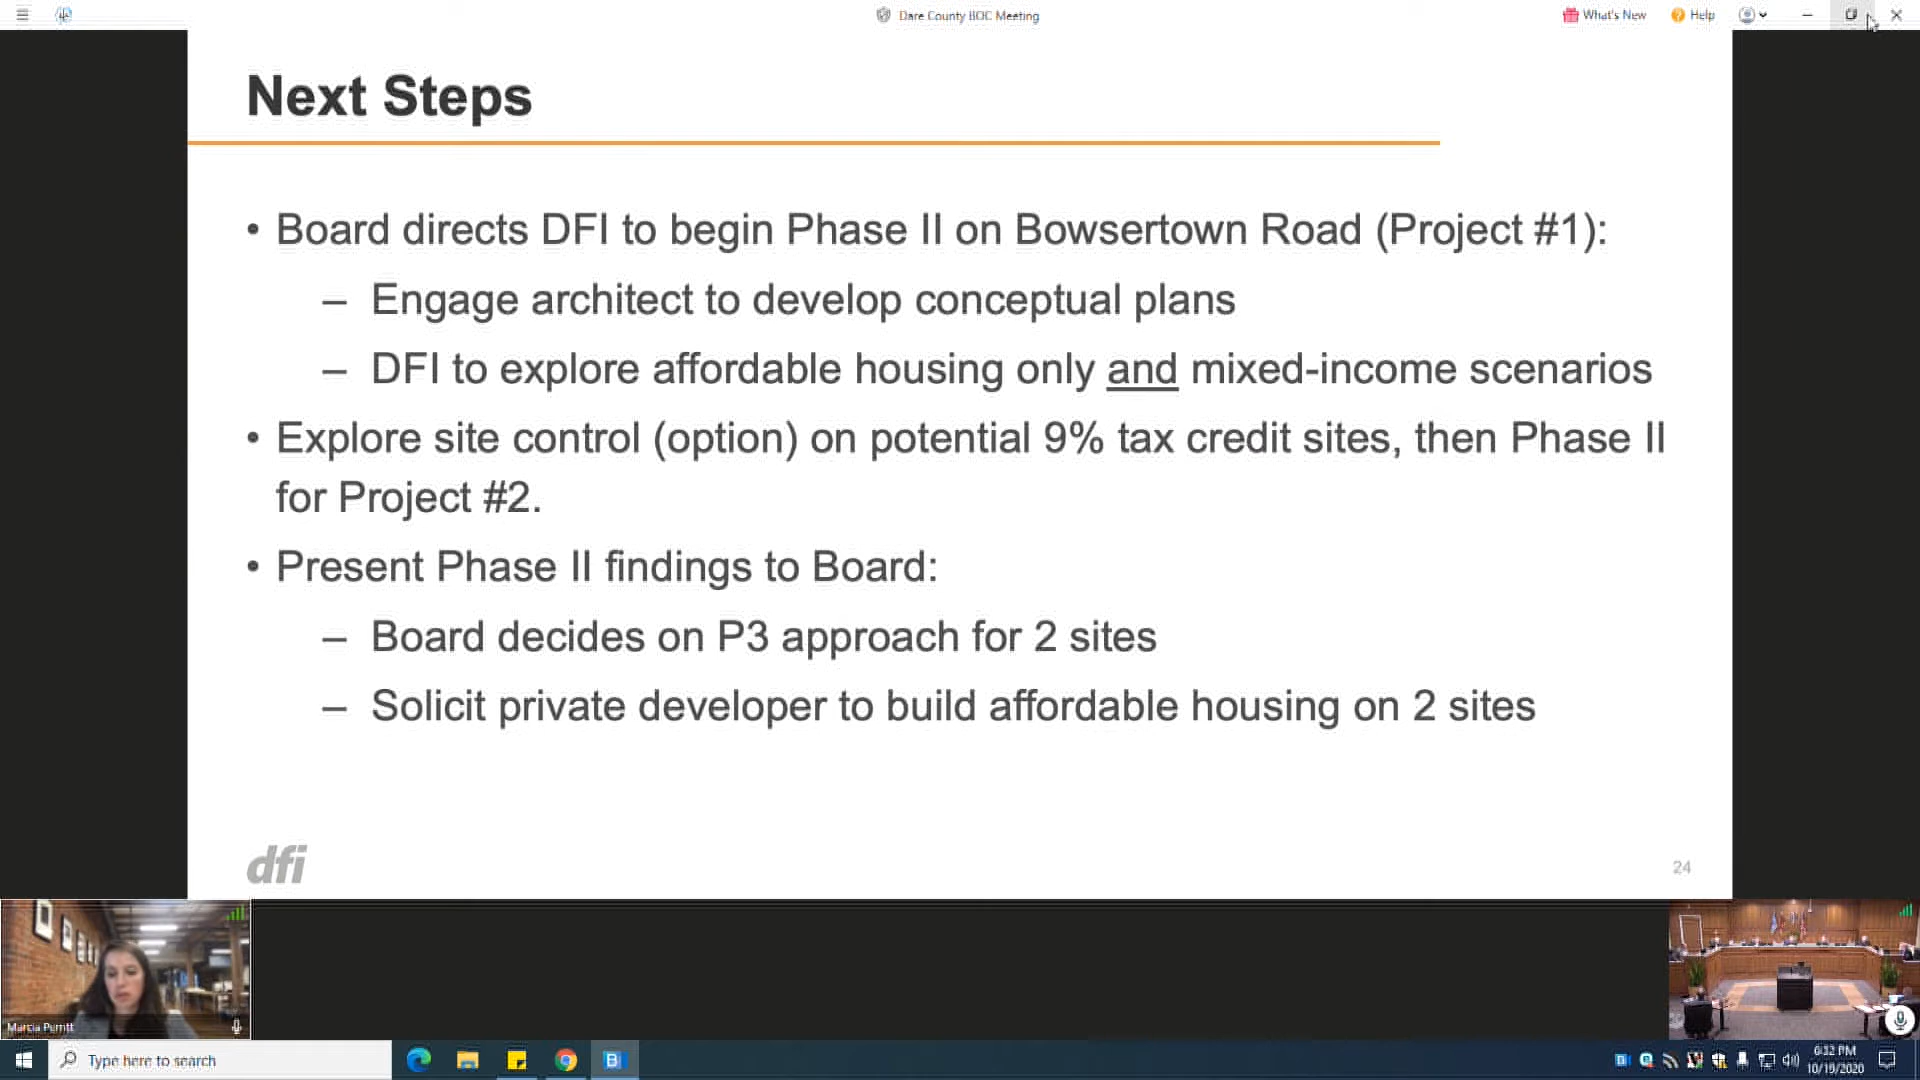 Dare County BOC Meeting
What's New
Help
Next Steps
• Board directs DFI to begin Phase II on Bowsertown Road (Project #1):
– Engage architect to develop conceptual plans
– DFI to explore affordable housing only and mixed-income scenarios
• Explore site control (option) on potential 9% tax credit sites, then Phase II
for Project #2.
• Present Phase II findings to Board:
– Board decides on P3 approach for 2 sites
– Solicit private developer to build affordable housing on 2 sites
dfi
24
Marcia Perritt
Type here to search
B
6:32 PM
10/19/2020